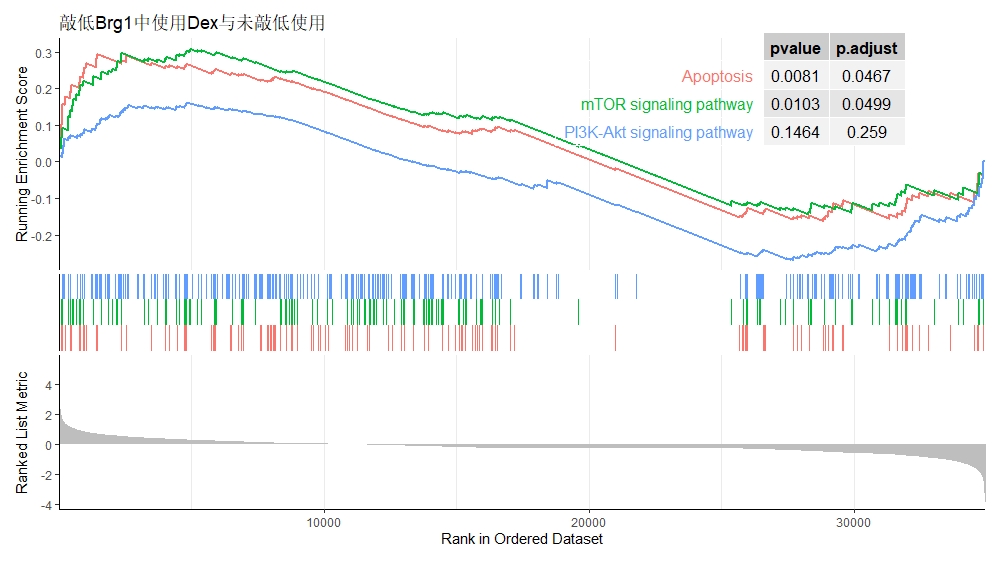 敲低Brg1中使用Dex与未敲低使用
pvalue p.adjust
Apoptosis 0.0081 0.0467
mTOR signaling pathway 0.0103 0.0499
PI3K-Akt signaling pathway 0.1464 0.259
Running Enrichment Score
0.3
0.2
0.1
0.0
-0.1
-0.2
Ranked List Metric
4
2
0
-2
-4
10000 20000 30000
Rank in Ordered Dataset